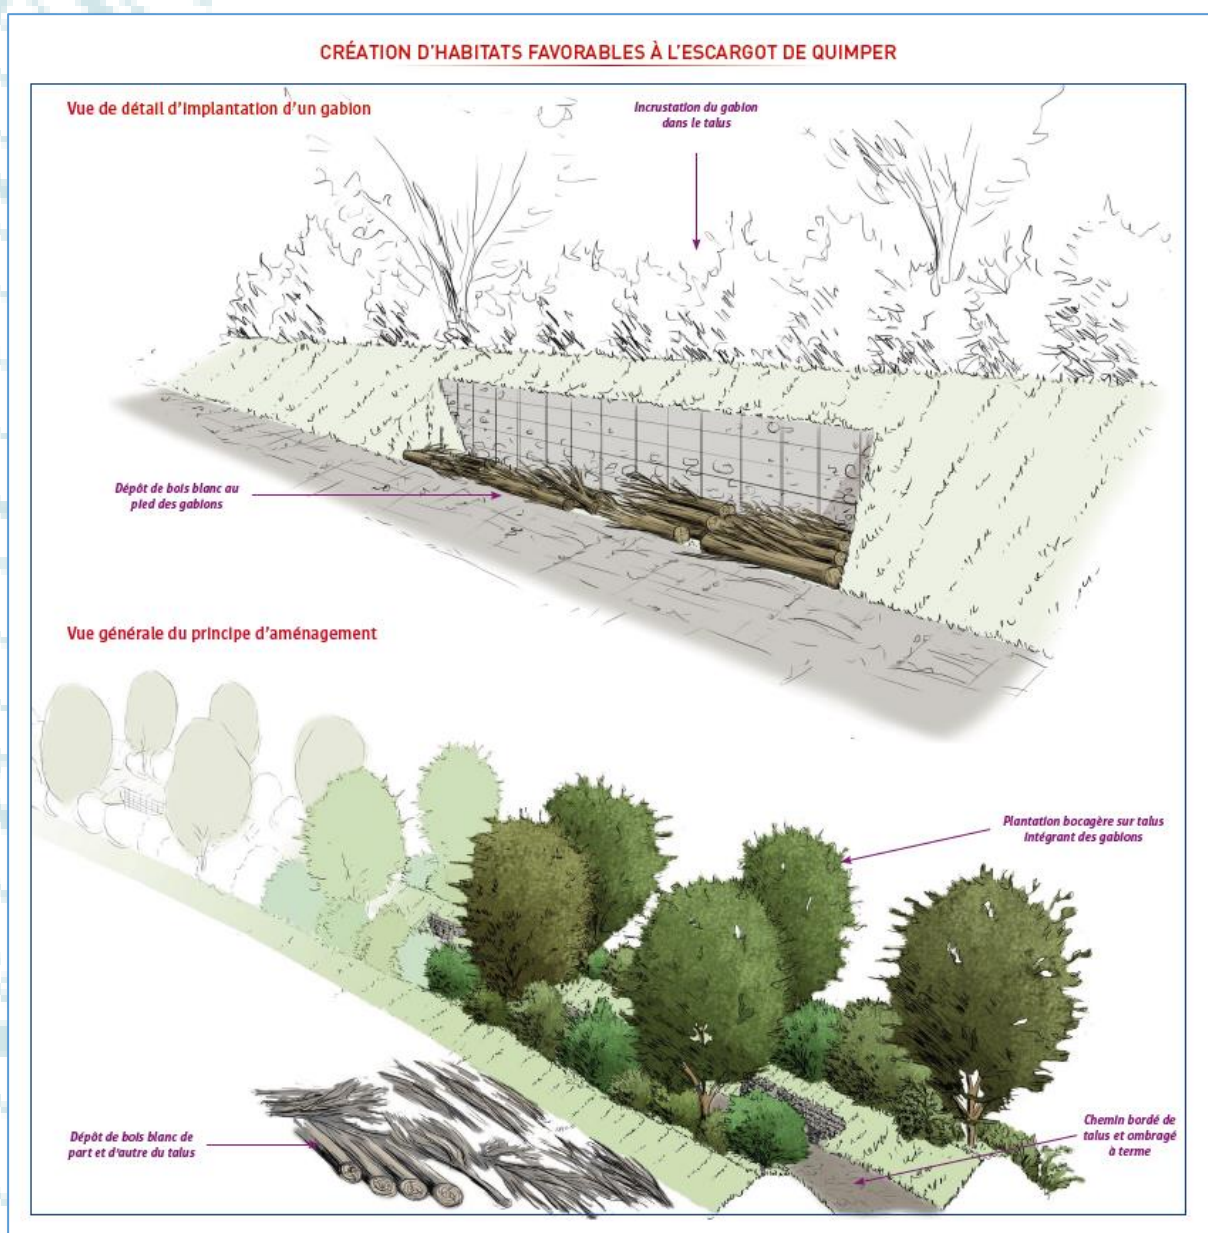 CRÉATION D'HABITATS FAVORABLES À L'ESCARGOT DE QUIMPER
Vue de détail d'implantation d'un gabion
Incrustation du gabion
dans le talus
Dépôt de bois blanc au
pied des gabions
Vue générale du principe d'aménagement
Plantation bocagère sur talus
intégrant des gabions
Chemin bordé de
talus et ombragé
à terme
Dépôt de bois blanc de
part et d'autre du talus